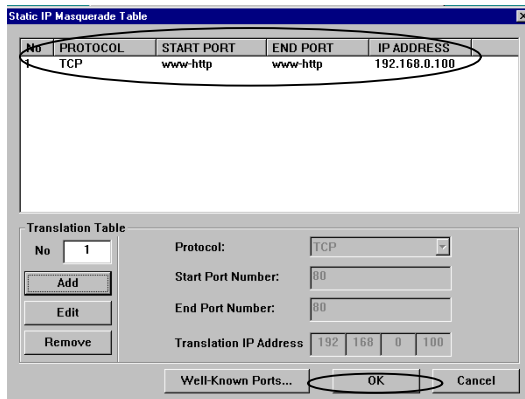 Static IP Masquerade Table
No PROTOCOL START PORT END PORT IP ADDRESS
1 TCP www-http www-http 192.168.0.100
Translation Table
No 1
Add
Edit
Remove
Protocol: TCP
Start Port Number: 80
End Port Number: 80
Translation IP Address 192 168 0 100
Well-Known Ports... OK Cancel